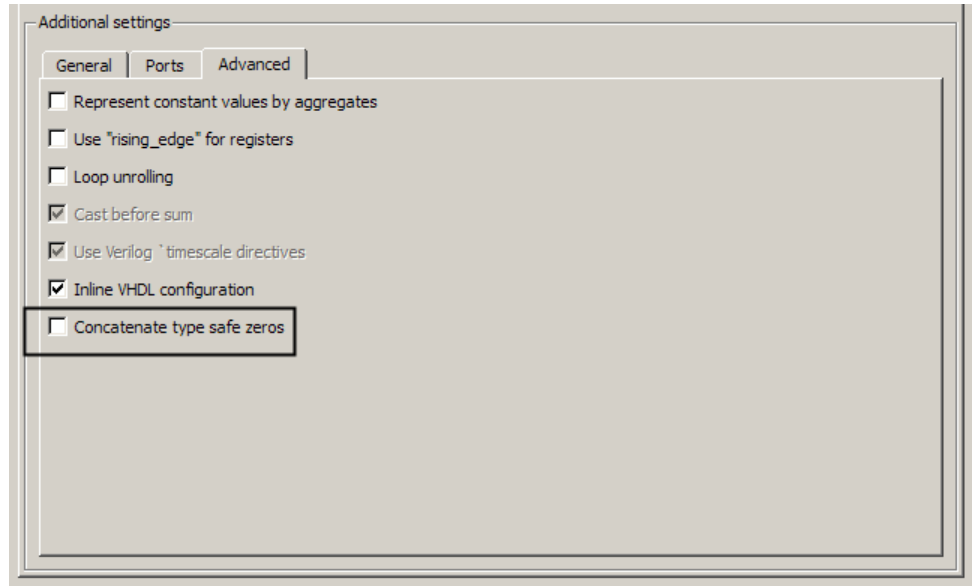 Additional settings
General Ports Advanced
Represent constant values by aggregates
Use "rising_edge" for registers
Loop unrolling
Cast before sum
Use Verilog `timescale directives
Inline VHDL configuration
Concatenate type safe zeros